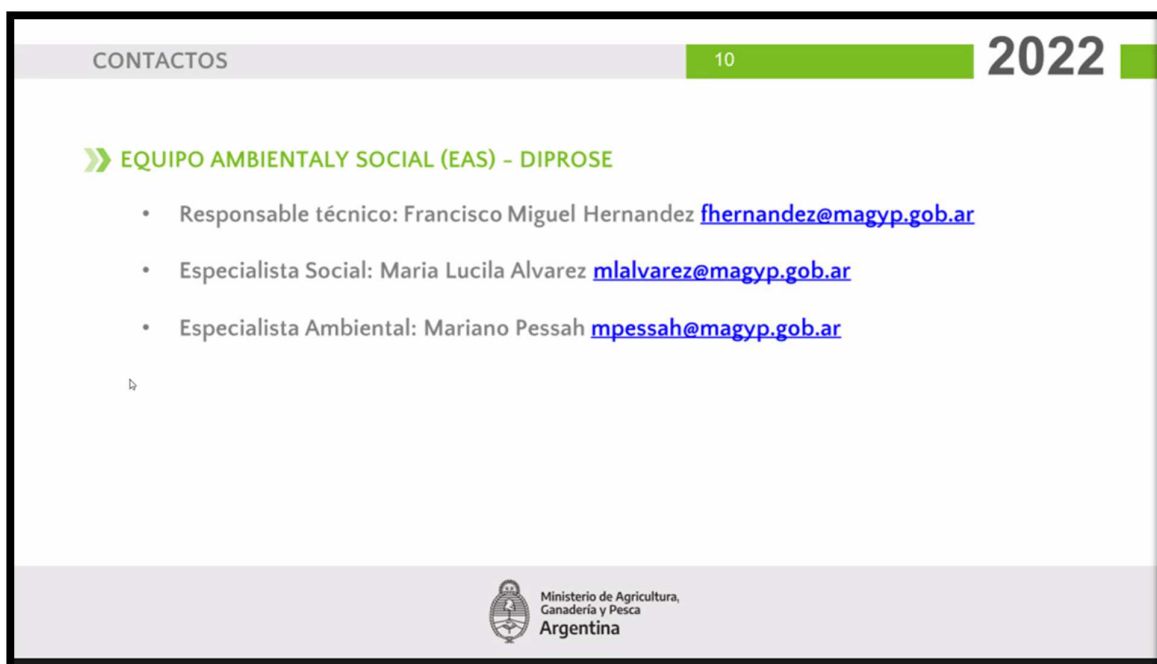 CONTACTOS
10
2022
EQUIPO AMBIENTALY SOCIAL (EAS) - DIPROSE
• Responsable técnico: Francisco Miguel Hernandez fhernandez@magyp.gob.ar
• Especialista Social: Maria Lucila Alvarez mlalvarez@magyp.gob.ar
• Especialista Ambiental: Mariano Pessah mpessah@magyp.gob.ar
Ministerio de Agricultura,
Ganadería y Pesca
Argentina